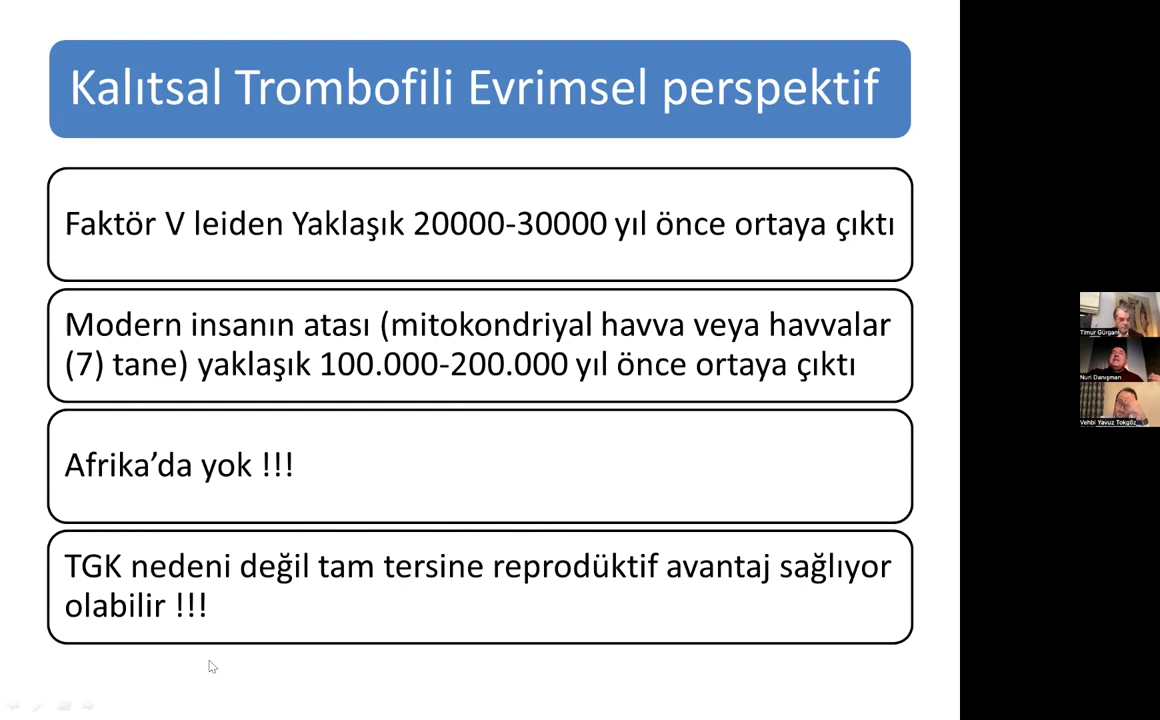 Kalıtsal Trombofili Evrimsel perspektif
Faktör V leiden Yaklaşık 20000-30000 yıl önce ortaya çıktı
Modern insanın atası (mitokondriyal havva veya havvalar
(7) tane) yaklaşık 100.000-200.000 yıl önce ortaya çıktı
Afrika’da yok !!!
TGK nedeni değil tam tersine reprodüktif avantaj sağlıyor
olabilir !!!
Timur Gürgan
Nuri Danışman
Vehbi Yavuz Tokgöz